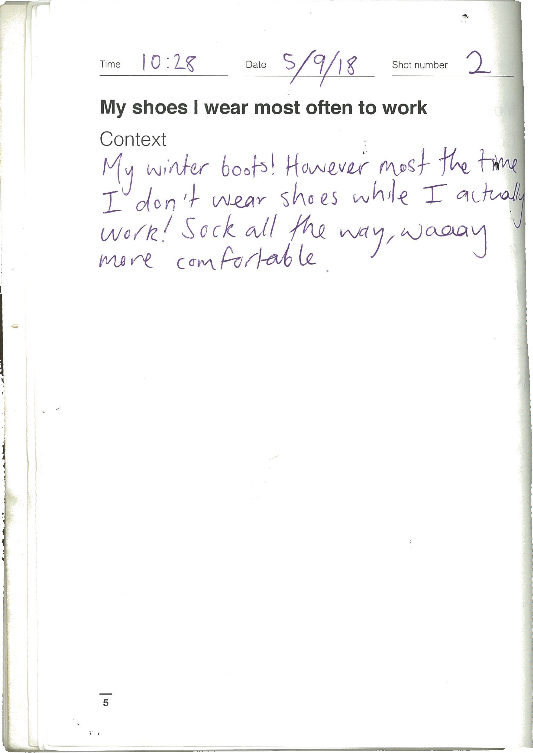 Time 10:28 Date 5/9/18 Shot number 2
My shoes I wear most often to work
Context
My winter boots! However most the time
I don't wear shoes while I actually
work! Sock all the way, waaay
more comfortable
5